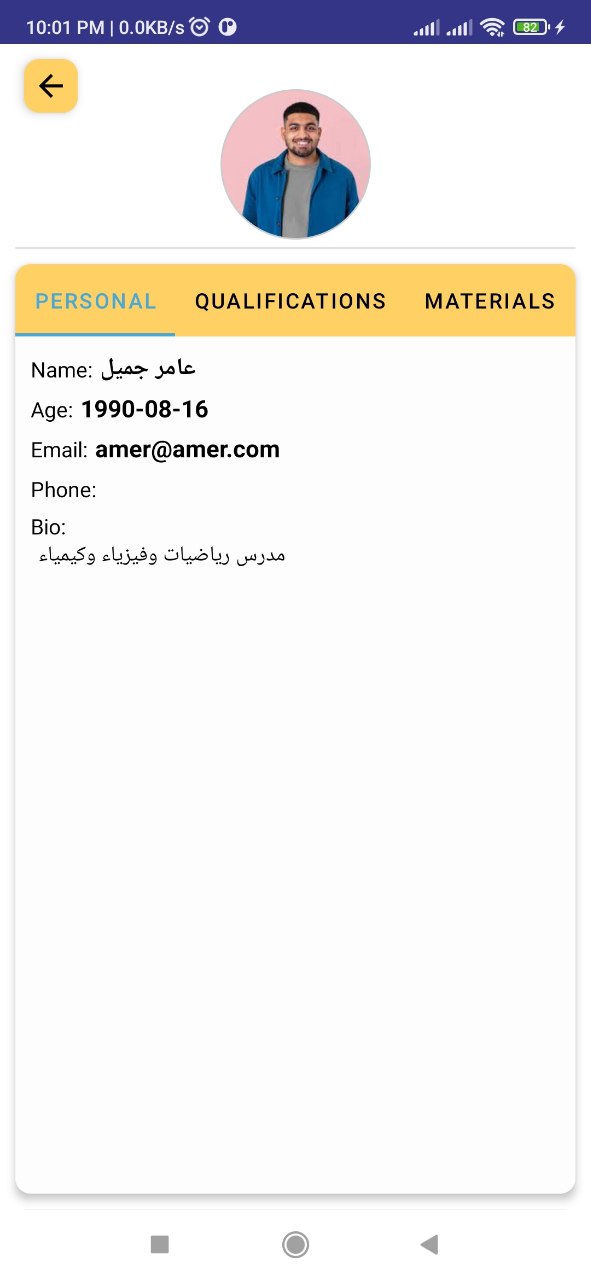 10:01 PM | 0.0KB/s 82
PERSONAL QUALIFICATIONS MATERIALS
Name: عامر جميل
Age: 1990-08-16
Email: amer@amer.com
Phone:
Bio:
مدرس رياضيات وفيزياء وكيمياء